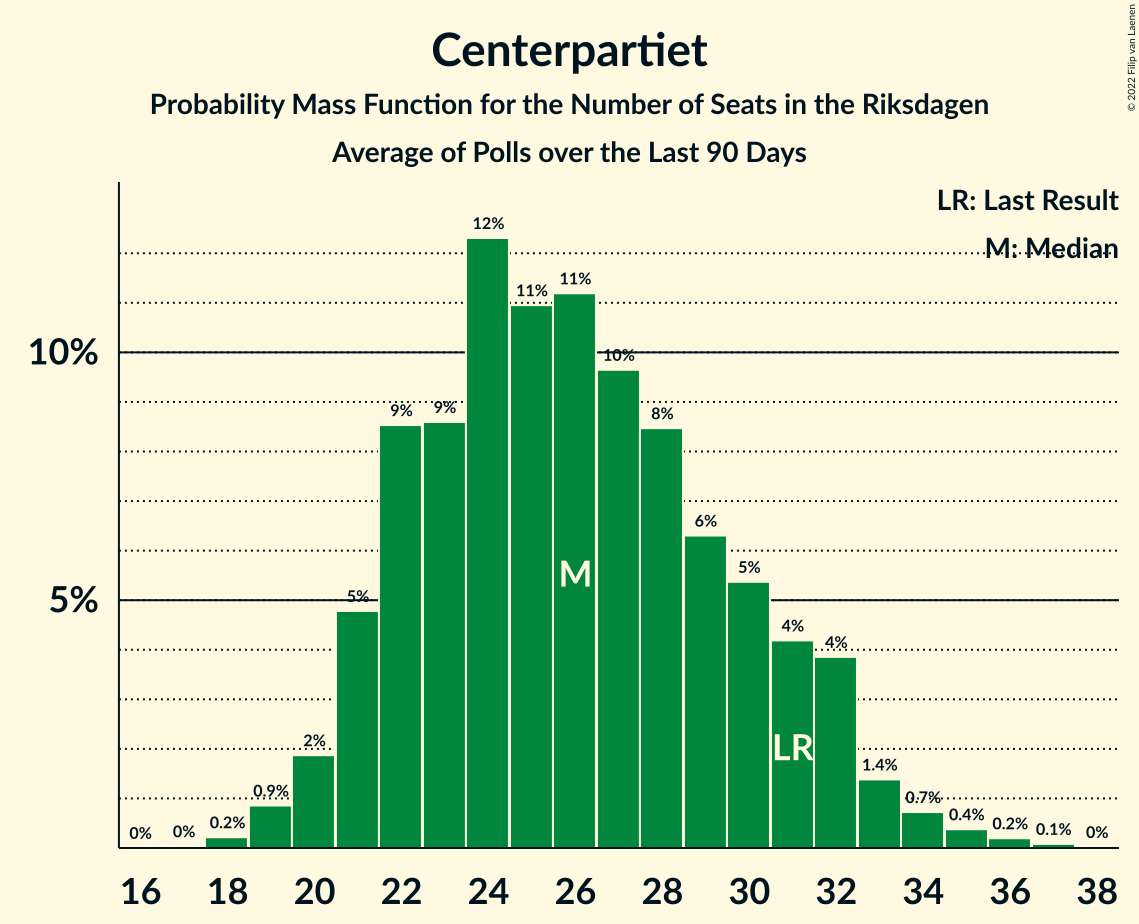 Centerpartiet
Probability Mass Function for the Number of Seats in the Riksdagen
Average of Polls over the Last 90 Days
© 2022 Filip van Laenen
LR: Last Result
M: Median
10%
5%
0%
0%
0.2%
0.9%
2%
5%
9%
9%
12%
11%
11%
10%
8%
6%
5%
4%
4%
1.4%
0.7%
0.4%
0.2%
0.1%
0%
M
LR
16 18 20 22 24 26 28 30 32 34 36 38